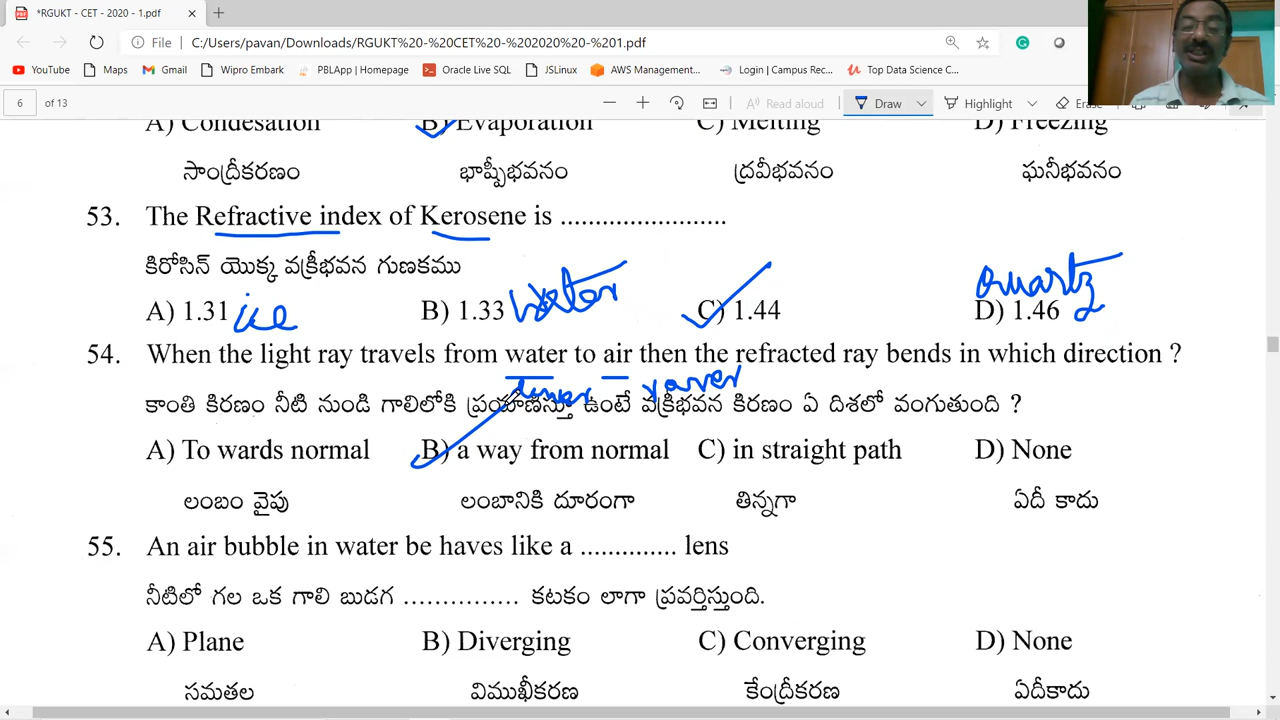 *RGUKT - CET - 2020 - 1.pdf
File C:/Users/pavan/Downloads/RGUKT%20-%20CET%20-%202020%20-%201.pdf
YouTube Maps Gmail Wipro Embark PBLApp | Homepage Oracle Live SQL JSLinux AWS Management... Login | Campus Rec... Top Data Science C...
6 of 13 Read aloud Draw Highlight Erase
A) Condesation B) Evaporation C) Melting D) Freezing
సాంద్రీకరణం భాష్పీభవనం ద్రవీభవనం ఘనీభవనం
53. The Refractive index of Kerosene is ........................
కిరోసిన్ యొక్క వక్రీభవన గుణకము
quartz
A) 1.31 ice B) 1.33 water C) 1.44 D) 1.46
54. When the light ray travels from water to air then the refracted ray bends in which direction ?
denser rarer
కాంతి కిరణం నీటి నుండి గాలిలోకి ప్రయాణిస్తూ ఉంటే వక్రీభవన కిరణం ఏ దిశలో వంగుతుంది ?
A) To wards normal B) a way from normal C) in straight path D) None
లంబం వైపు లంబానికి దూరంగా తిన్నగా ఏదీ కాదు
55. An air bubble in water be haves like a .............. lens
నీటిలో గల ఒక గాలి బుడగ ............... కటకం లాగా ప్రవర్తిస్తుంది.
A) Plane B) Diverging C) Converging D) None
సమతల విముఖీకరణ కేంద్రీకరణ ఏదీకాదు